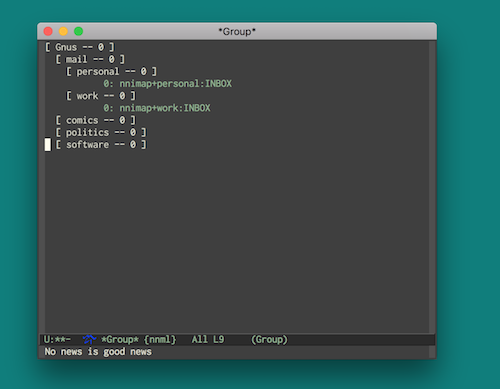 *Group*
[ Gnus -- 0 ]
[ mail -- 0 ]
[ personal -- 0 ]
0: nnimap+personal:INBOX
[ work -- 0 ]
0: nnimap+work:INBOX
[ comics -- 0 ]
[ politics -- 0 ]
[ software -- 0 ]
U:**- *Group* {nnml} All L9 (Group)
No news is good news